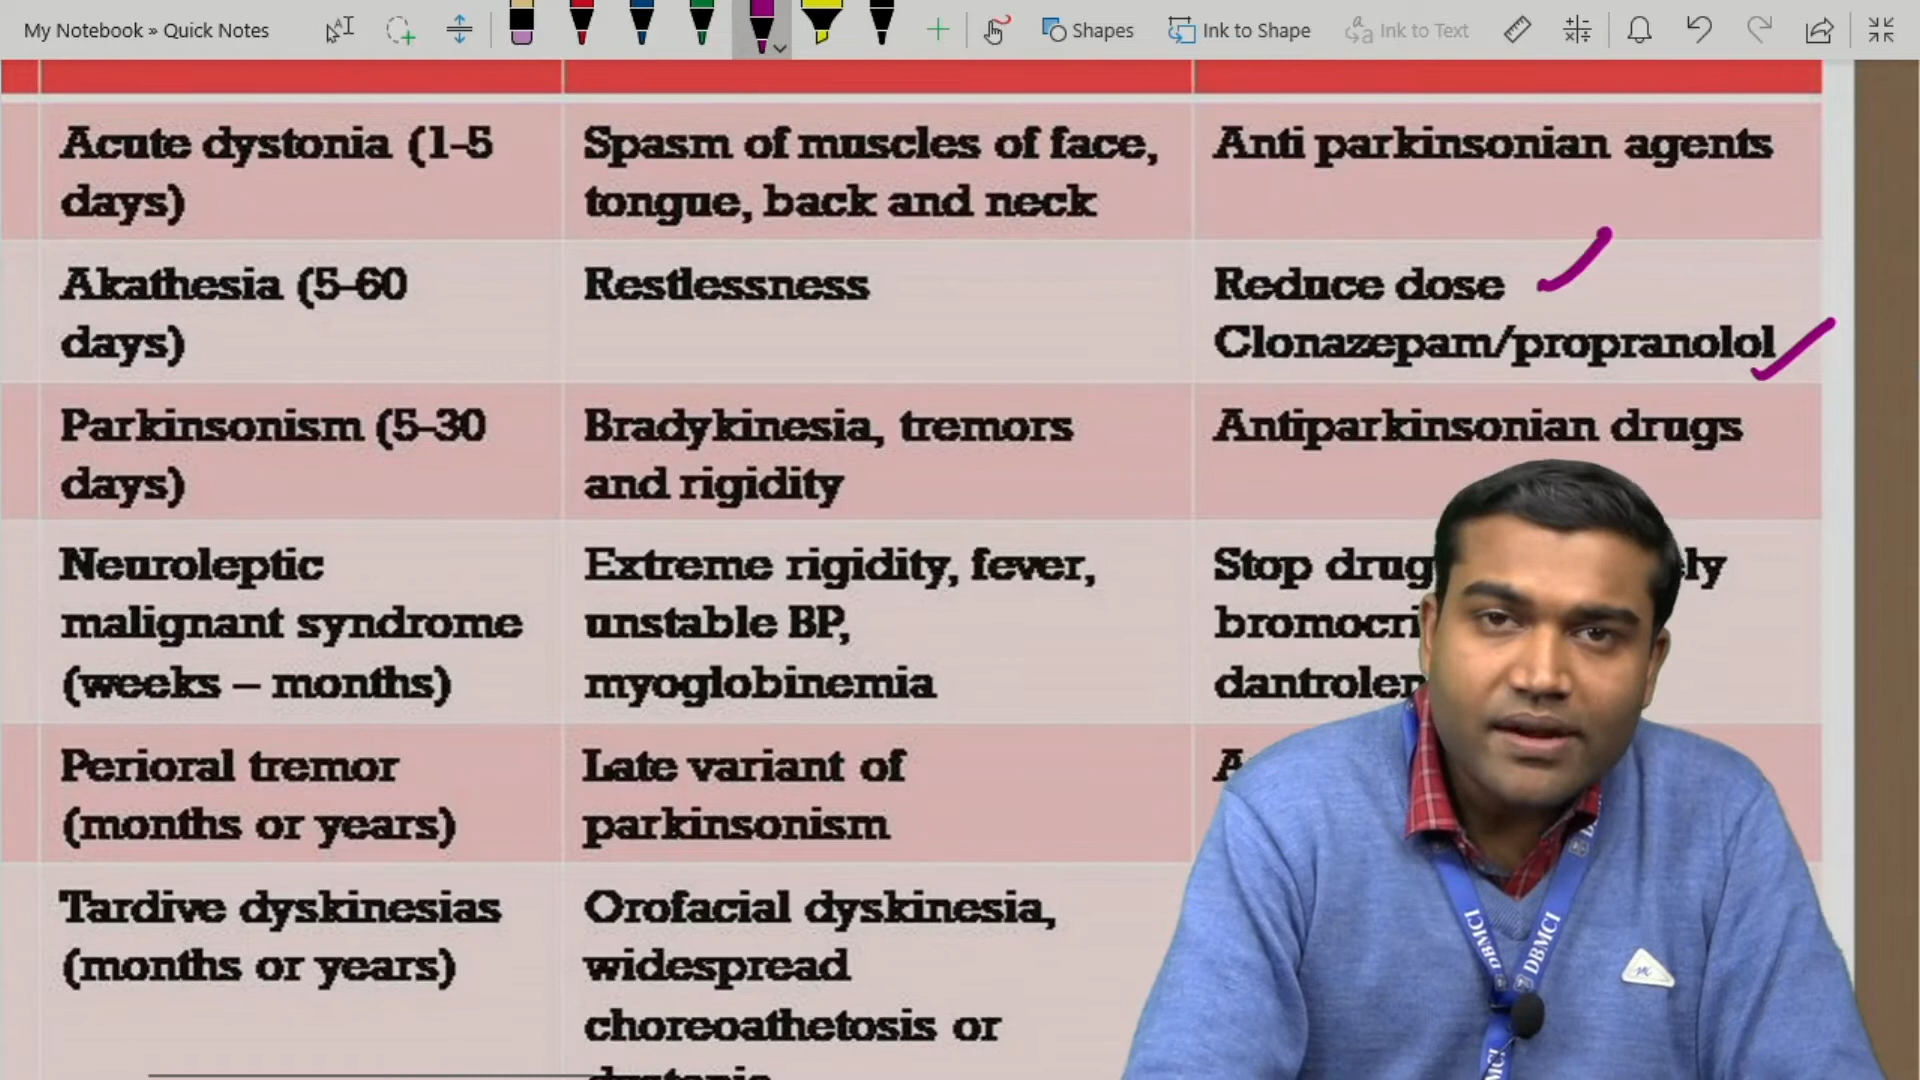 My Notebook » Quick Notes
Shapes
Ink to Shape
Ink to Text
Acute dystonia (1-5
days)
Spasm of muscles of face,
tongue, back and neck
Anti parkinsonian agents
Akathesia (5-60
days)
Restlessness
Reduce dose
Clonazepam/propranolol
Parkinsonism (5-30
days)
Bradykinesia, tremors
and rigidity
Antiparkinsonian drugs
Neuroleptic
malignant syndrome
(weeks – months)
Extreme rigidity, fever,
unstable BP,
myoglobinemia
Stop drug
Perioral tremor
(months or years)
Late variant of
parkinsonism
Tardive dyskinesias
(months or years)
Orofacial dyskinesia,
widespread
choreoathetosis or
DBMCI
DBMCI
MCI